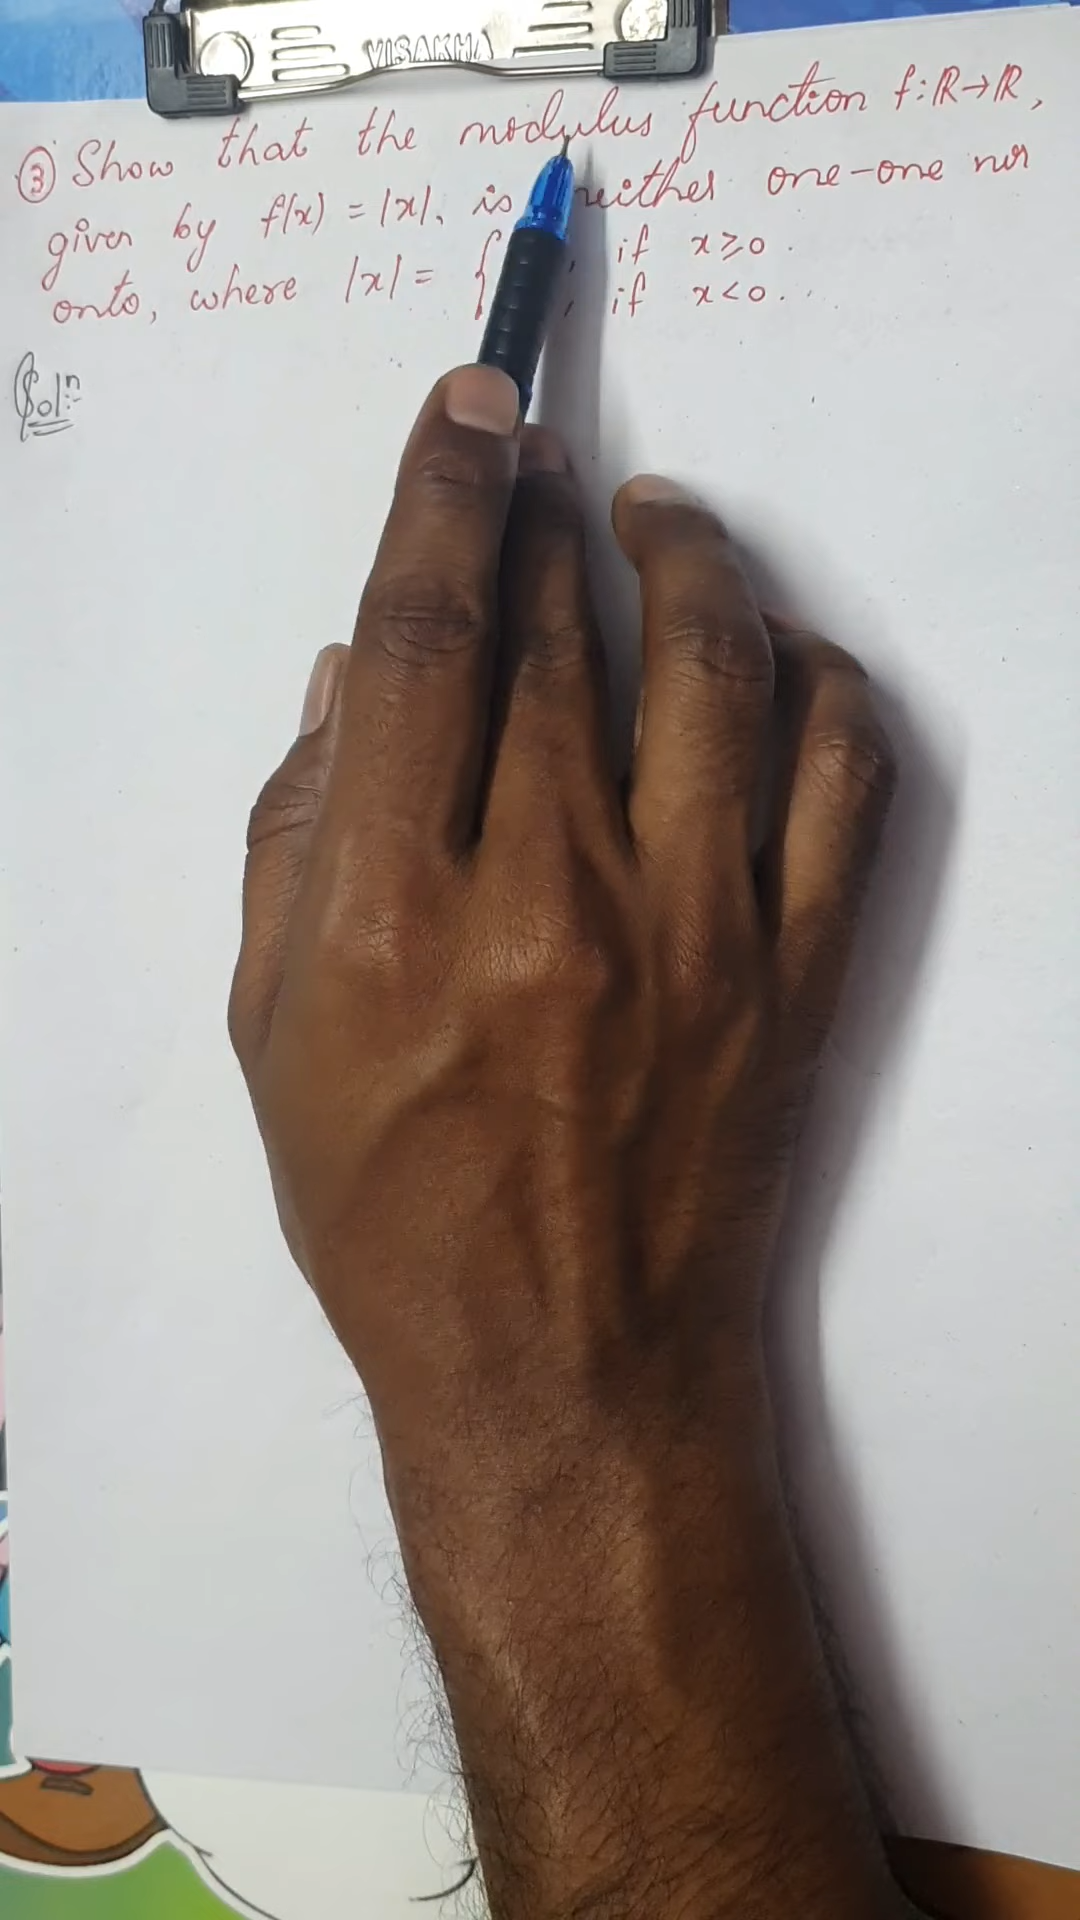 VISAKHA
③ Show that the modulus function f: ℝ→ℝ,
given by f(x) = |x|, is neither one-one nor
onto, where |x| = { , if x ≥ 0.
, if x < 0.
Solⁿ:-